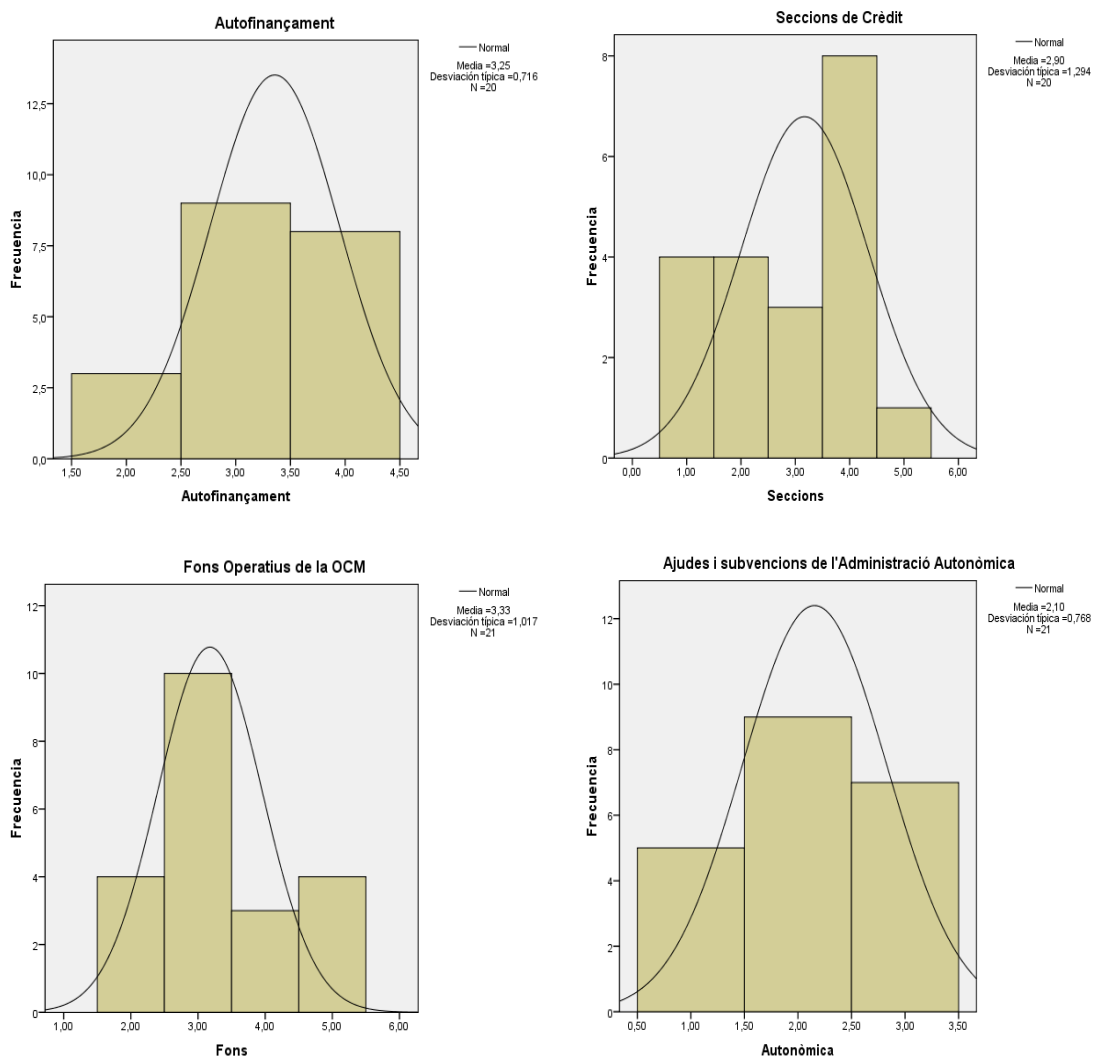 Autofinançament
Normal
Media =3,25
Desviación típica =0,716
N =20
Frecuencia
12,5
10,0
7,5
5,0
2,5
0,0
1,50 2,00 2,50 3,00 3,50 4,00 4,50
Autofinançament
Seccions de Crèdit
Normal
Media =2,90
Desviación típica =1,294
N =20
Frecuencia
8
6
4
2
0
0,00 1,00 2,00 3,00 4,00 5,00 6,00
Seccions
Fons Operatius de la OCM
Normal
Media =3,33
Desviación típica =1,017
N =21
Frecuencia
12
10
8
6
4
2
0
1,00 2,00 3,00 4,00 5,00 6,00
Fons
Ajudes i subvencions de l'Administració Autonòmica
Normal
Media =2,10
Desviación típica =0,768
N =21
Frecuencia
12
10
8
6
4
2
0
0,50 1,00 1,50 2,00 2,50 3,00 3,50
Autonòmica